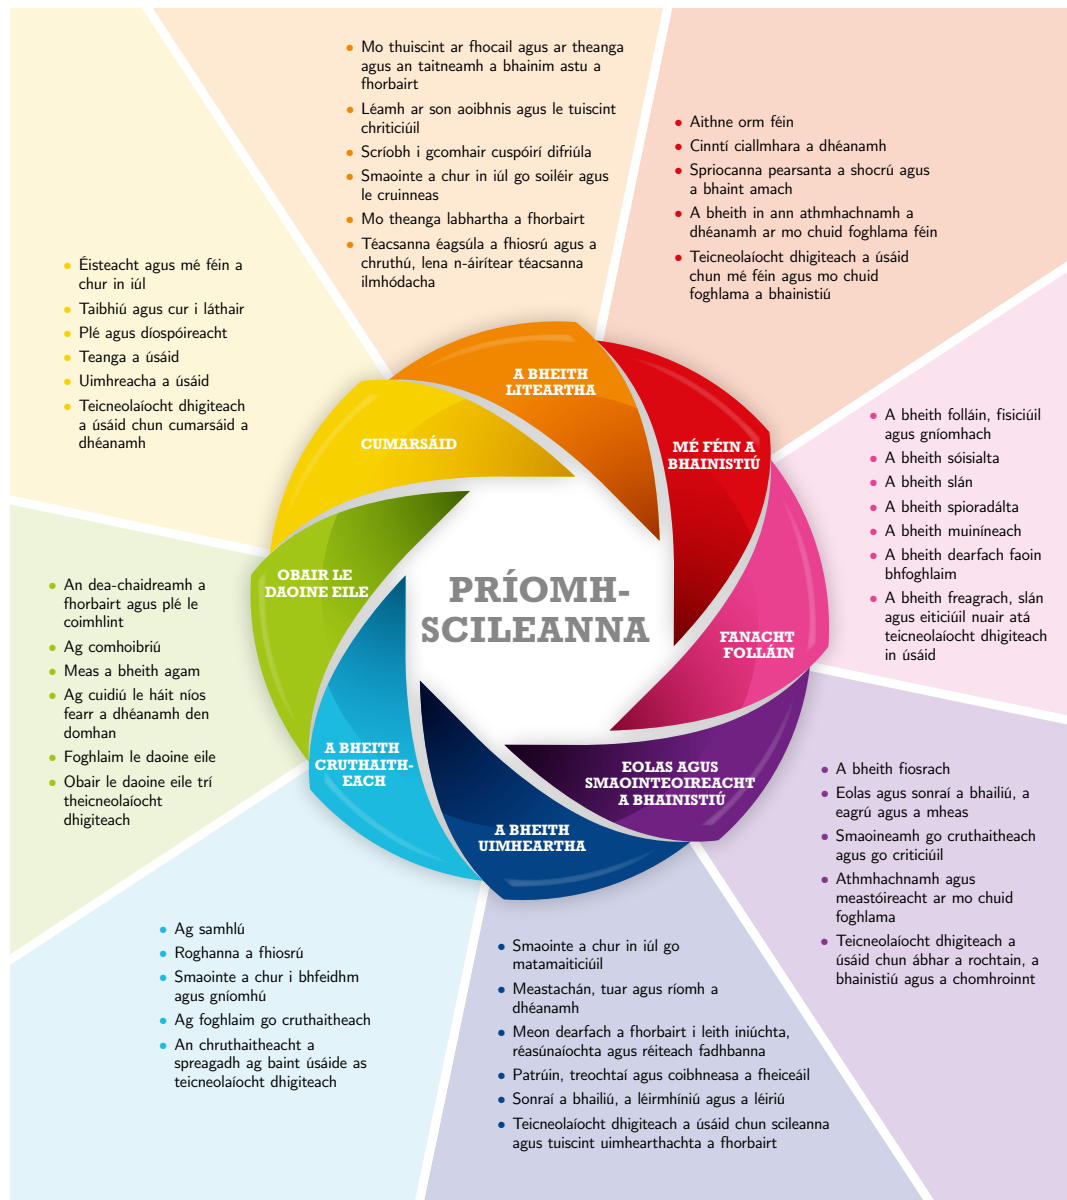 PRÍOMH-
SCILEANNA
A BHEITH
LITEARTHA
Mo thuiscint ar fhocail agus ar theanga
agus an taitneamh a bhainim astu a
fhorbairt
Léamh ar son aoibhnis agus le tuiscint
chriticiúil
Scríobh i gcomhair cuspóirí difriúla
Smaointe a chur in iúl go soiléir agus
le cruinneas
Mo theanga labhartha a fhorbairt
Téacsanna éagsúla a fhiosrú agus a
chruthú, lena n-áirítear téacsanna
ilmhódacha
MÉ FÉIN A
BHAINISTIÚ
Aithne orm féin
Cinntí ciallmhara a dhéanamh
Spriocanna pearsanta a shocrú agus
a bhaint amach
A bheith in ann athmhachnamh a
dhéanamh ar mo chuid foghlama féin
Teicneolaíocht dhigiteach a úsáid
chun mé féin agus mo chuid
foghlama a bhainistiú
FANACHT
FOLLÁIN
A bheith folláin, fisiciúil
agus gníomhach
A bheith sóisialta
A bheith slán
A bheith spioradálta
A bheith muiníneach
A bheith dearfach faoin
bhfoghlaim
A bheith freagrach, slán
agus eiticiúil nuair atá
teicneolaíocht dhigiteach
in úsáid
EOLAS AGUS
SMAOINTEOIREACHT
A BHAINISTIÚ
A bheith fiosrach
Eolas agus sonraí a bhailiú, a
eagrú agus a mheas
Smaoineamh go cruthaitheach
agus go criticiúil
Athmhachnamh agus
meastóireacht ar mo chuid
foghlama
Teicneolaíocht dhigiteach a
úsáid chun ábhar a rochtain, a
bhainistiú agus a chomhroinnt
A BHEITH
UIMHEARTHA
Smaointe a chur in iúl go
matamaiticiúil
Meastachán, tuar agus ríomh a
dhéanamh
Meon dearfach a fhorbairt i leith iniúchta,
réasúnaíochta agus réiteach fadhbanna
Patrúin, treochtaí agus coibhneasa a fheiceáil
Sonraí a bhailiú, a léirmhíniú agus a léiriú
Teicneolaíocht dhigiteach a úsáid chun scileanna
agus tuiscint uimhearthachta a fhorbairt
A BHEITH
CRUTHAITH-
EACH
Ag samhlú
Roghanna a fhiosrú
Smaointe a chur i bhfeidhm
agus gníomhú
Ag foghlaim go cruthaitheach
An chruthaitheacht a
spreagadh ag baint úsáide as
teicneolaíocht dhigiteach
OBAIR LE
DAOINE EILE
An dea-chaidreamh a
fhorbairt agus plé le
coimhlint
Ag comhoibriú
Meas a bheith agam
Ag cuidiú le háit níos
fearr a dhéanamh den
domhan
Foghlaim le daoine eile
Obair le daoine eile trí
theicneolaíocht
dhigiteach
CUMARSÁID
Éisteacht agus mé féin a
chur in iúl
Taibhiú agus cur i láthair
Plé agus díospóireacht
Teanga a úsáid
Uimhreacha a úsáid
Teicneolaíocht dhigiteach
a úsáid chun cumarsáid a
dhéanamh